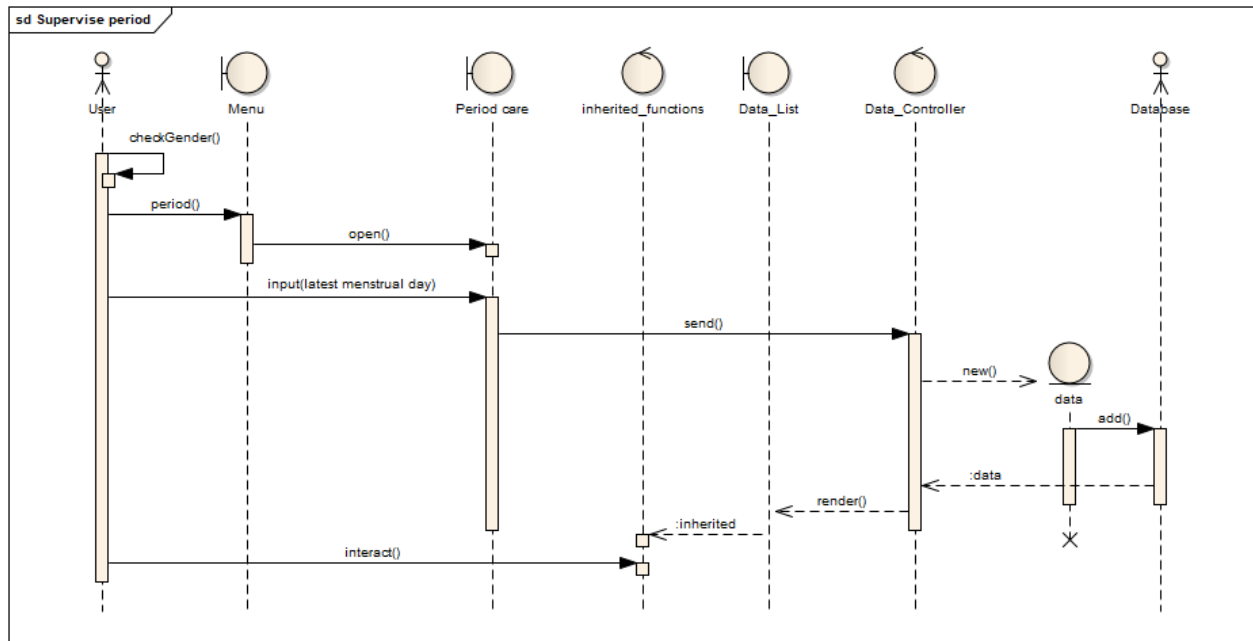 sd Supervise period
User
Menu
Period care
inherited_functions
Data_List
Data_Controller
Database
checkGender()
period()
open()
input(latest menstrual day)
send()
new()
data
add()
:data
render()
:inherited
interact()